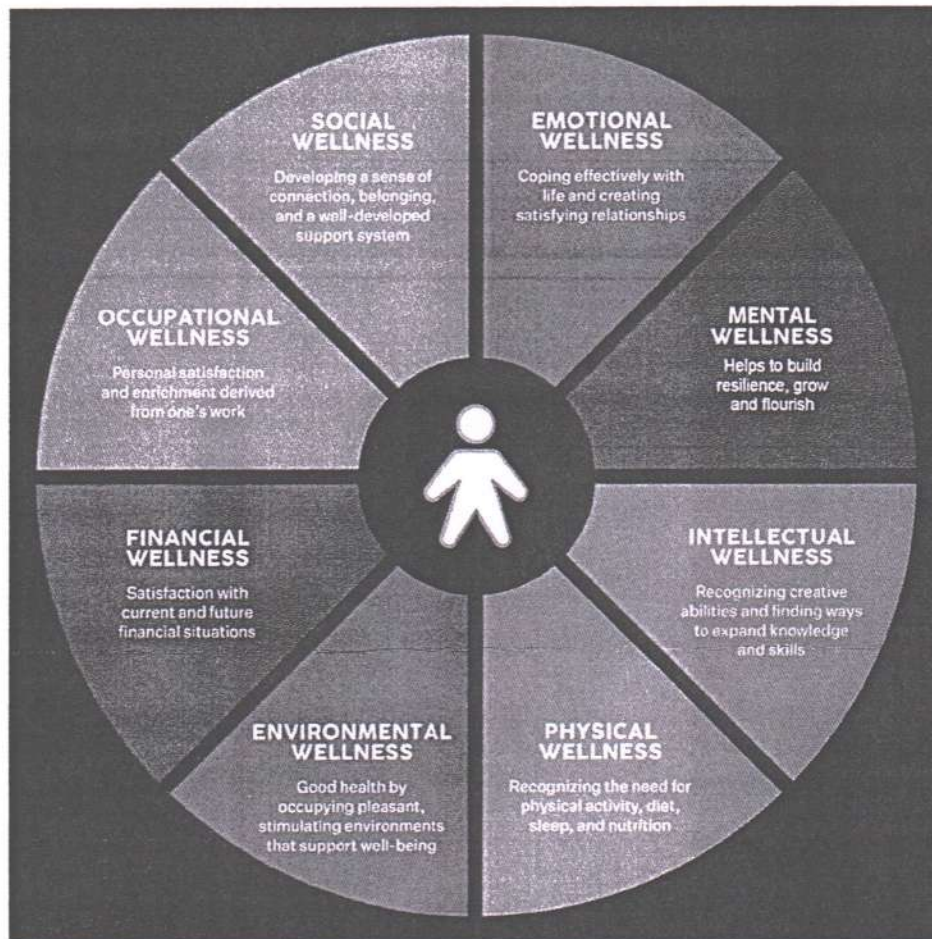 SOCIAL
WELLNESS
Developing a sense of
connection, belonging,
and a well-developed
support system
EMOTIONAL
WELLNESS
Coping effectively with
life and creating
satisfying relationships
MENTAL
WELLNESS
Helps to build
resilience, grow
and flourish
INTELLECTUAL
WELLNESS
Recognizing creative
abilities and finding ways
to expand knowledge
and skills
PHYSICAL
WELLNESS
Recognizing the need for
physical activity, diet,
sleep, and nutrition
ENVIRONMENTAL
WELLNESS
Good health by
occupying pleasant,
stimulating environments
that support well-being
FINANCIAL
WELLNESS
Satisfaction with
current and future
financial situations
OCCUPATIONAL
WELLNESS
Personal satisfaction
and enrichment derived
from one's work